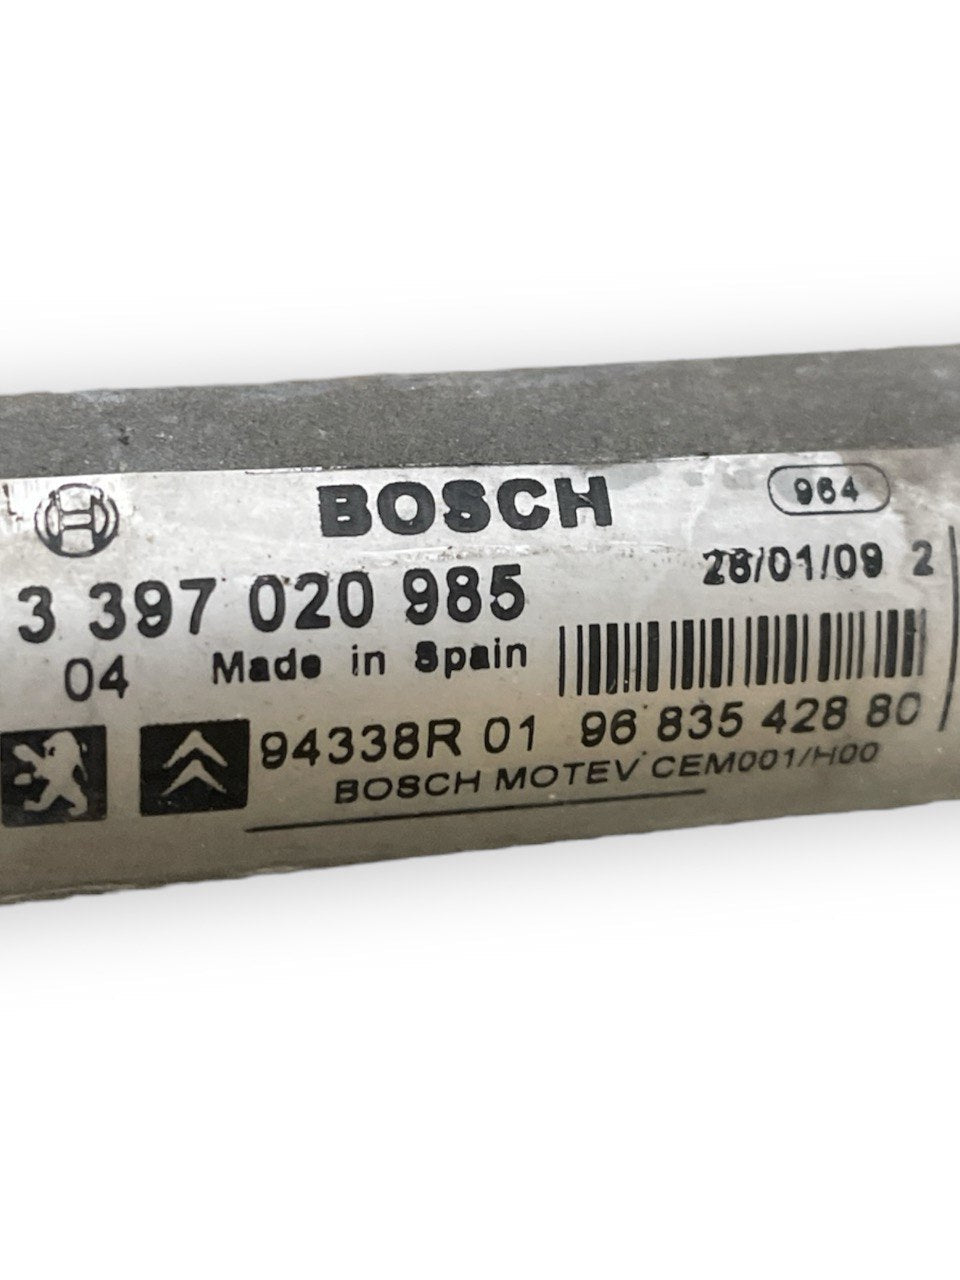 BOSCH
964
3 397 020 985
28/01/09 2
04 Made in Spain
94338R 01 96 835 428 80
BOSCH MOTEV CEM001/H00